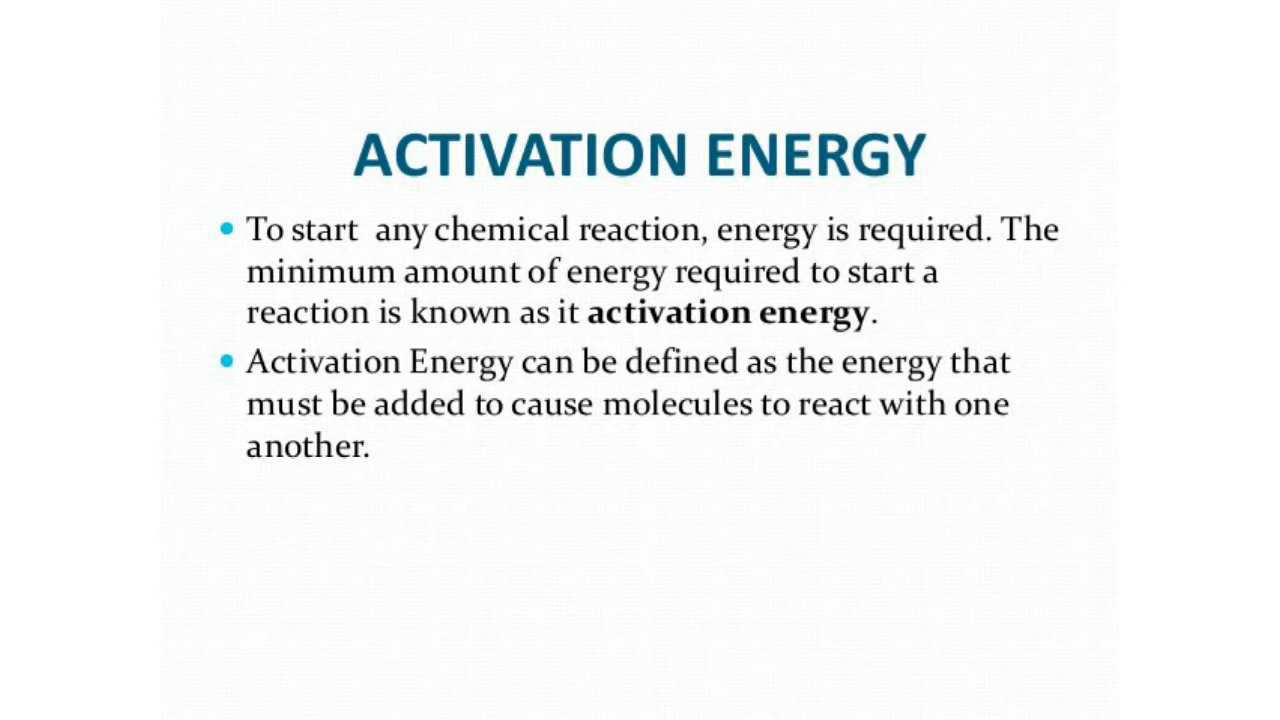 ACTIVATION ENERGY
• To start  any chemical reaction, energy is required. The
minimum amount of energy required to start a
reaction is known as it activation energy.
• Activation Energy can be defined as the energy that
must be added to cause molecules to react with one
another.